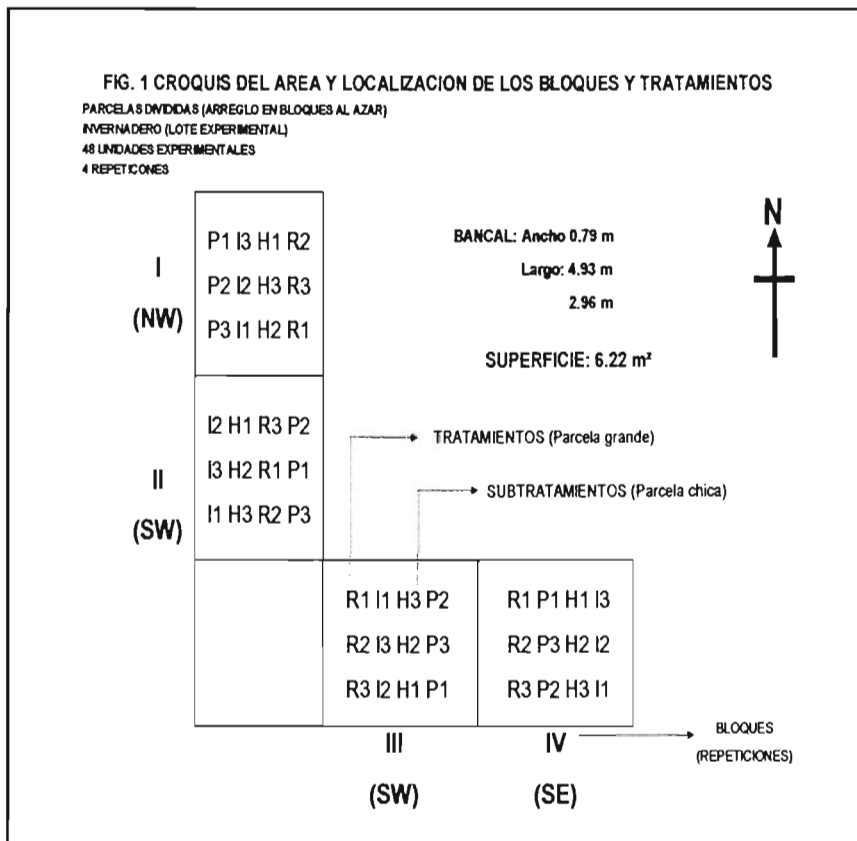 FIG. 1 CROQUIS DEL AREA Y LOCALIZACION DE LOS BLOQUES Y TRATAMIENTOS
PARCELAS DIVIDIDAS (ARREGLO EN BLOQUES AL AZAR)
INVERNADERO (LOTE EXPERIMENTAL)
48 UNIDADES EXPERIMENTALES
4 REPETICONES
I
(NW)
P1 I3 H1 R2
P2 I2 H3 R3
P3 I1 H2 R1
BANCAL: Ancho 0.79 m
Largo: 4.93 m
2.96 m
SUPERFICIE: 6.22 m²
N
II
(SW)
I2 H1 R3 P2
I3 H2 R1 P1
I1 H3 R2 P3
TRATAMIENTOS (Parcela grande)
SUBTRATAMIENTOS (Parcela chica)
R1 I1 H3 P2
R2 I3 H2 P3
R3 I2 H1 P1
R1 P1 H1 I3
R2 P3 H2 I2
R3 P2 H3 I1
III
(SW)
IV
(SE)
BLOQUES
(REPETICIONES)